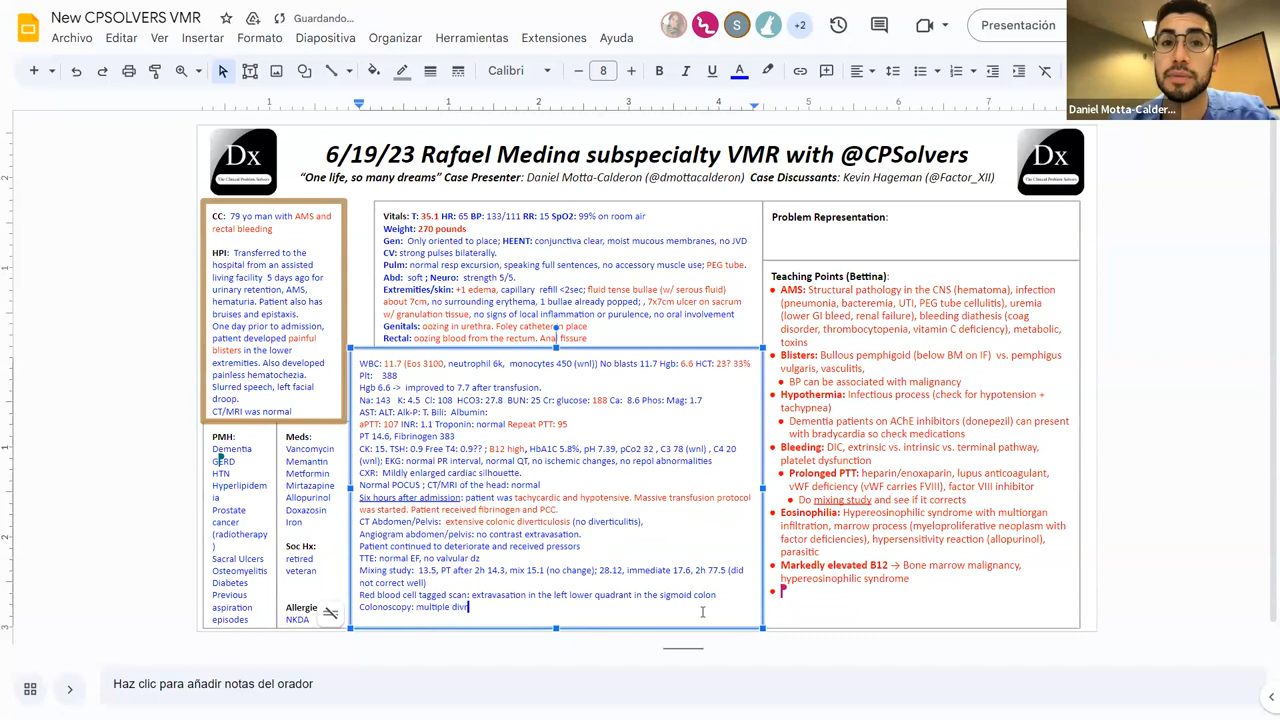 New CPSOLVERS VMR
Guardando...
Archivo Editar Ver Insertar Formato Diapositiva Organizar Herramientas Extensiones Ayuda
S
+2
Presentación
Calibri
8
Daniel Motta-Calder...
Dx
The Clinical Problem Solvers
6/19/23 Rafael Medina subspecialty VMR with @CPSolvers
“One life, so many dreams” Case Presenter: Daniel Motta-Calderon (@dmottacalderon) Case Discussants: Kevin Hageman (@Factor_XII)
Dx
The Clinical Problem Solvers
CC: 79 yo man with AMS and
rectal bleeding
HPI: Transferred to the
hospital from an assisted
living facility 5 days ago for
urinary retention, AMS,
hematuria. Patient also has
bruises and epistaxis.
One day prior to admission,
patient developed painful
blisters in the lower
extremities. Also developed
painless hematochezia.
Slurred speech, left facial
droop.
CT/MRI was normal
PMH:
Dementia
GERD
HTN
Hyperlipidem
ia
Prostate
cancer
(radiotherapy
)
Sacral Ulcers
Osteomyelitis
Diabetes
Previous
aspiration
episodes
Meds:
Vancomycin
Memantin
Metformin
Mirtazapine
Allopurinol
Doxazosin
Iron
Soc Hx:
retired
veteran
Allergie
NKDA
Vitals: T: 35.1 HR: 65 BP: 133/111 RR: 15 SpO2: 99% on room air
Weight: 270 pounds
Gen: Only oriented to place; HEENT: conjunctiva clear, moist mucous membranes, no JVD
CV: strong pulses bilaterally.
Pulm: normal resp excursion, speaking full sentences, no accessory muscle use; PEG tube.
Abd: soft ; Neuro: strength 5/5.
Extremities/skin: +1 edema, capillary refill <2sec; fluid tense bullae (w/ serous fluid)
about 7cm, no surrounding erythema, 1 bullae already popped; , 7x7cm ulcer on sacrum
w/ granulation tissue, no signs of local inflammation or purulence, no oral involvement
Genitals: oozing in urethra. Foley catheter in place
Rectal: oozing blood from the rectum. Anal fissure
WBC: 11.7 (Eos 3100, neutrophil 6k, monocytes 450 (wnl)) No blasts 11.7 Hgb: 6.6 HCT: 23? 33%
Plt: 388
Hgb 6.6 -> improved to 7.7 after transfusion.
Na: 143 K: 4.5 Cl: 108 HCO3: 27.8 BUN: 25 Cr: glucose: 188 Ca: 8.6 Phos: Mag: 1.7
AST: ALT: Alk-P: T. Bili: Albumin:
aPTT: 107 INR: 1.1 Troponin: normal Repeat PTT: 95
PT 14.6, Fibrinogen 383
CK: 15. TSH: 0.9 Free T4: 0.9?? ; B12 high, HbA1C 5.8%, pH 7.39, pCo2 32 , C3 78 (wnl) , C4 20
(wnl); EKG: normal PR interval, normal QT, no ischemic changes, no repol abnormalities
CXR: Mildly enlarged cardiac silhouette.
Normal POCUS ; CT/MRI of the head: normal
Six hours after admission: patient was tachycardic and hypotensive. Massive transfusion protocol
was started. Patient received fibrinogen and PCC.
CT Abdomen/Pelvis: extensive colonic diverticulosis (no diverticulitis),
Angiogram abdomen/pelvis: no contrast extravasation.
Patient continued to deteriorate and received pressors
TTE: normal EF, no valvular dz
Mixing study: 13.5, PT after 2h 14.3, mix 15.1 (no change); 28.12, immediate 17.6, 2h 77.5 (did
not correct well)
Red blood cell tagged scan: extravasation in the left lower quadrant in the sigmoid colon
Colonoscopy: multiple divr
Problem Representation:
Teaching Points (Bettina):
● AMS: Structural pathology in the CNS (hematoma), infection
(pneumonia, bacteremia, UTI, PEG tube cellulitis), uremia
(lower GI bleed, renal failure), bleeding diathesis (coag
disorder, thrombocytopenia, vitamin C deficiency), metabolic,
toxins
● Blisters: Bullous pemphigoid (below BM on IF) vs. pemphigus
vulgaris, vasculitis,
● BP can be associated with malignancy
● Hypothermia: Infectious process (check for hypotension +
tachypnea)
● Dementia patients on AChE inhibitors (donepezil) can present
with bradycardia so check medications
● Bleeding: DIC, extrinsic vs. intrinsic vs. terminal pathway,
platelet dysfunction
● Prolonged PTT: heparin/enoxaparin, lupus anticoagulant,
vWF deficiency (vWF carries FVIII), factor VIII inhibitor
● Do mixing study and see if it corrects
● Eosinophilia: Hypereosinophilic syndrome with multiorgan
infiltration, marrow process (myeloproliferative neoplasm with
factor deficiencies), hypersensitivity reaction (allopurinol),
parasitic
● Markedly elevated B12 → Bone marrow malignancy,
hypereosinophilic syndrome
Haz clic para añadir notas del orador